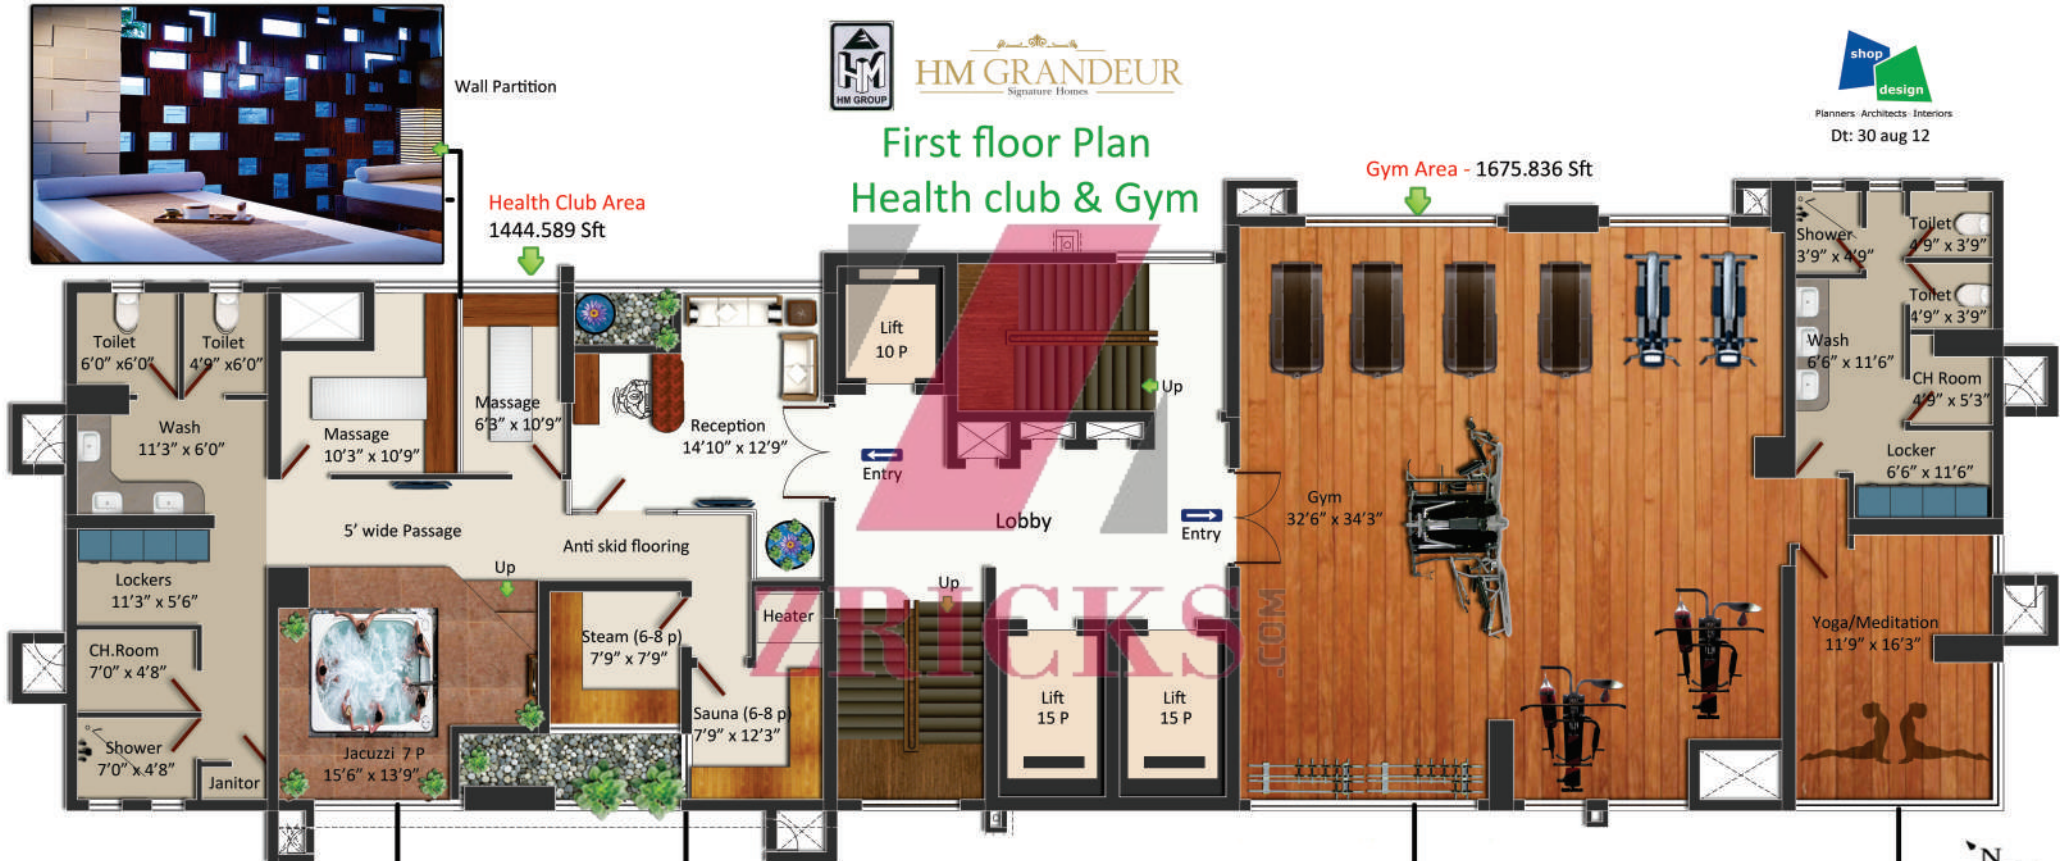 Wall Partition
HM
HM GROUP
HM GRANDEUR
Signature Homes
shop
design
Planners Architects Interiors
Dt: 30 aug 12
First floor Plan
Health club & Gym
Health Club Area
1444.589 Sft
Gym Area - 1675.836 Sft
Toilet
6'0" x6'0"
Toilet
4'9" x6'0"
Wash
11'3" x 6'0"
Massage
10'3" x 10'9"
Massage
6'3" x 10'9"
Reception
14'10" x 12'9"
Lift
10 P
Up
Entry
Lobby
Entry
Gym
32'6" x 34'3"
Shower
3'9" x 4'9"
Toilet
4'9" x 3'9"
Toilet
4'9" x 3'9"
Wash
6'6" x 11'6"
CH Room
4'9" x 5'3"
Locker
6'6" x 11'6"
5' wide Passage
Anti skid flooring
Up
Up
Lockers
11'3" x 5'6"
CH.Room
7'0" x 4'8"
Shower
7'0" x 4'8"
Janitor
Jacuzzi 7 P
15'6" x 13'9"
Steam (6-8 p)
7'9" x 7'9"
Heater
Sauna (6-8 p)
7'9" x 12'3"
Lift
15 P
Lift
15 P
Yoga/Meditation
11'9" x 16'3"
ZRICKS
.COM
N